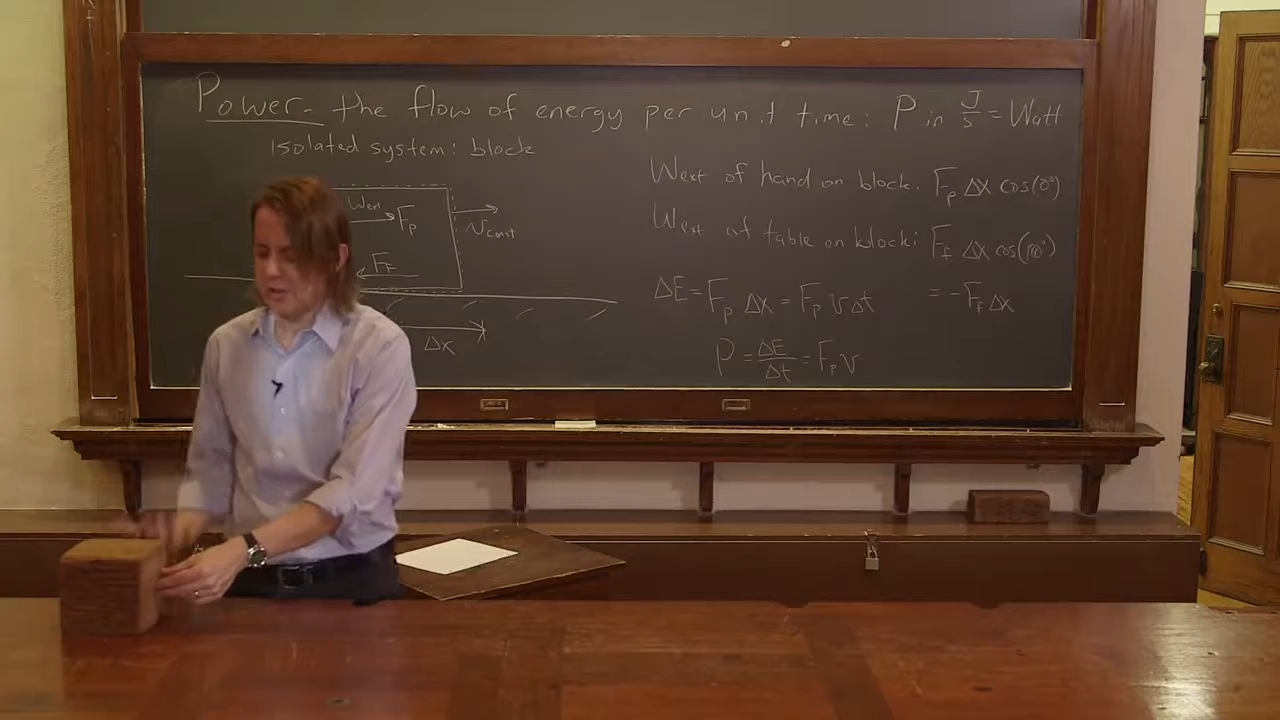 Power - the flow of energy per unit time: P in J/s = Watt
isolated system: block
Wext
Fp
vconst
Ff
Δx
Wext of hand on block: Fp Δx cos(0°)
Wext of table on block: Ff Δx cos(180°)
= -Ff Δx
ΔE = Fp Δx = Fp v Δt
P = ΔE/Δt = Fp v